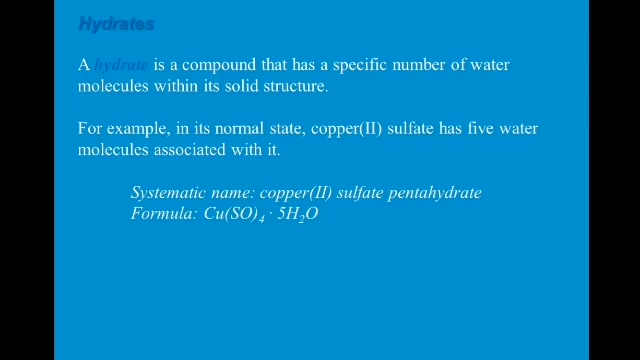 Hydrates
A hydrate is a compound that has a specific number of water
molecules within its solid structure.
For example, in its normal state, copper(II) sulfate has five water
molecules associated with it.
Systematic name: copper(II) sulfate pentahydrate
Formula: Cu(SO)₄ · 5H₂O